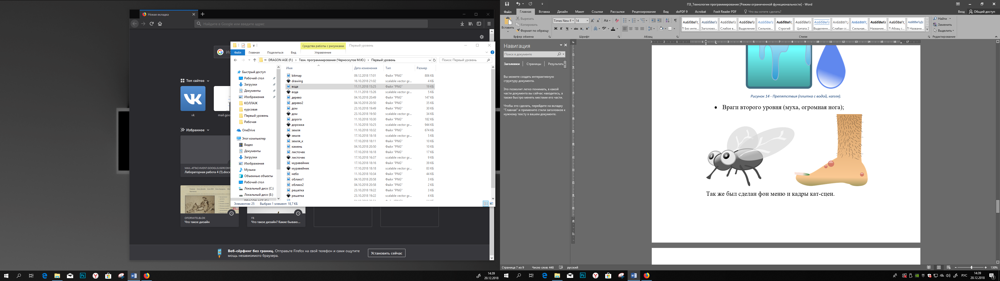 Новая вкладка
Найдите в Google или введите адрес
Топ сайтов
vk
Избранное
MAIL-ATTACHMENT.GOOGLEUSERCONT
Лабораторная работа 4 (1).docx
OFORMITELBLOK
Что такое дизайн
FB
Что такое дизайн? Какие бываю...
Веб-сёрфинг без границ. Отправьте Firefox на свой телефон и сами ощутите
мощь независимого браузера.
Установить сейчас
Средства работы с рисунками
Первый уровень
Файл
Главная
Поделиться
Вид
Управление
« DRAGON AGE (F:) › Техн. программирования (Черноскутов М.Ю.) › Первый уровень
Поиск: Первый уровень
Быстрый доступ
Рабочий стол
Загрузки
Документы
Изображения
КОЛЛАЖ
курсовая
Первый уровень
Рабочая
OneDrive
Этот компьютер
Видео
Документы
Загрузки
Изображения
Музыка
Объемные объекты
Рабочий стол
Локальный диск (C:)
Локальный диск (E:)
Имя Дата изменения Тип Размер
bitmap 09.12.2018 17:01 Файл "PNG" 806 КБ
drawing 16.10.2018 21:02 scalable vector gr... 4 КБ
вода 11.11.2018 15:25 Файл "PNG" 19 КБ
вода 11.11.2018 15:26 scalable vector gr... 5 КБ
дерево 04.10.2018 20:49 Файл "PNG" 147 КБ
дерево2 04.10.2018 20:50 Файл "PNG" 35 КБ
дом 23.10.2018 19:49 Файл "PNG" 30 КБ
дом 23.10.2018 19:50 scalable vector gr... 34 КБ
дорога 11.10.2018 10:30 Файл "PNG" 182 КБ
дорожка 11.10.2018 10:25 scalable vector gr... 944 КБ
земля 11.10.2018 10:32 Файл "PNG" 674 КБ
земля 17.10.2018 18:18 scalable vector gr... 5 КБ
земля_к 17.10.2018 18:11 Файл "PNG" 10 КБ
камень 04.10.2018 20:50 Файл "PNG" 10 КБ
листочек 17.10.2018 16:18 Файл "PNG" 17 КБ
листочек 17.10.2018 16:37 scalable vector gr... 9 КБ
муравейник 17.10.2018 18:16 Файл "PNG" 39 КБ
муравейник 17.10.2018 18:18 scalable vector gr... 83 КБ
небо 11.10.2018 10:34 Файл "PNG" 44 КБ
облако1 04.10.2018 20:58 Файл "PNG" 3 КБ
облако2 04.10.2018 20:58 Файл "PNG" 2 КБ
решетка 23.10.2018 19:22 Файл "PNG" 3 КБ
решетка 23.10.2018 19:22 scalable vector gr... 4 КБ
Элементов: 25 Выбран 1 элемент: 18,7 КБ
14:39
20.12.2018
ПЗ_Технологии программирования [Режим ограниченной функциональности] - Word
Файл Главная Вставка Дизайн Макет Ссылки Рассылки Рецензирование Вид doPDF 9 Acrobat Foxit Reader PDF Что вы хотите сделать?
Вход Общий доступ
Вставить
Вырезать
Копировать
Формат по образцу
Буфер обмена
Times New F 14
Шрифт
Абзац
¶ Без инте... Заголово... Слабое в... Выделение Сильное... Строгий Цитата 2 Выделенн... Слабая сс... Сильная... Название... ¶ Абзац с... ¶ Названи...
Стили
Найти
Заменить
Выделить
Редактирование
Навигация
Поиск в документе
Заголовки Страницы Результать
Вы можете создать интерактивную
структуру документа.
Это позволит легко понимать, в какой
части документа вы сейчас находитесь, а
также быстро менять местами его части.
Чтобы это сделать, перейдите на вкладку
"Главная" и примените стили заголовков к
нужному тексту в вашем документе.
Рисунок 14 - Препятствия (плитка с водой, капля).
• Враги второго уровня (муха, огромная нога);
Так же был сделан фон меню и кадры кат-сцен.
Страница 7 из 9 Число слов: 448 русский
130%
РУС
14:39
20.12.2018